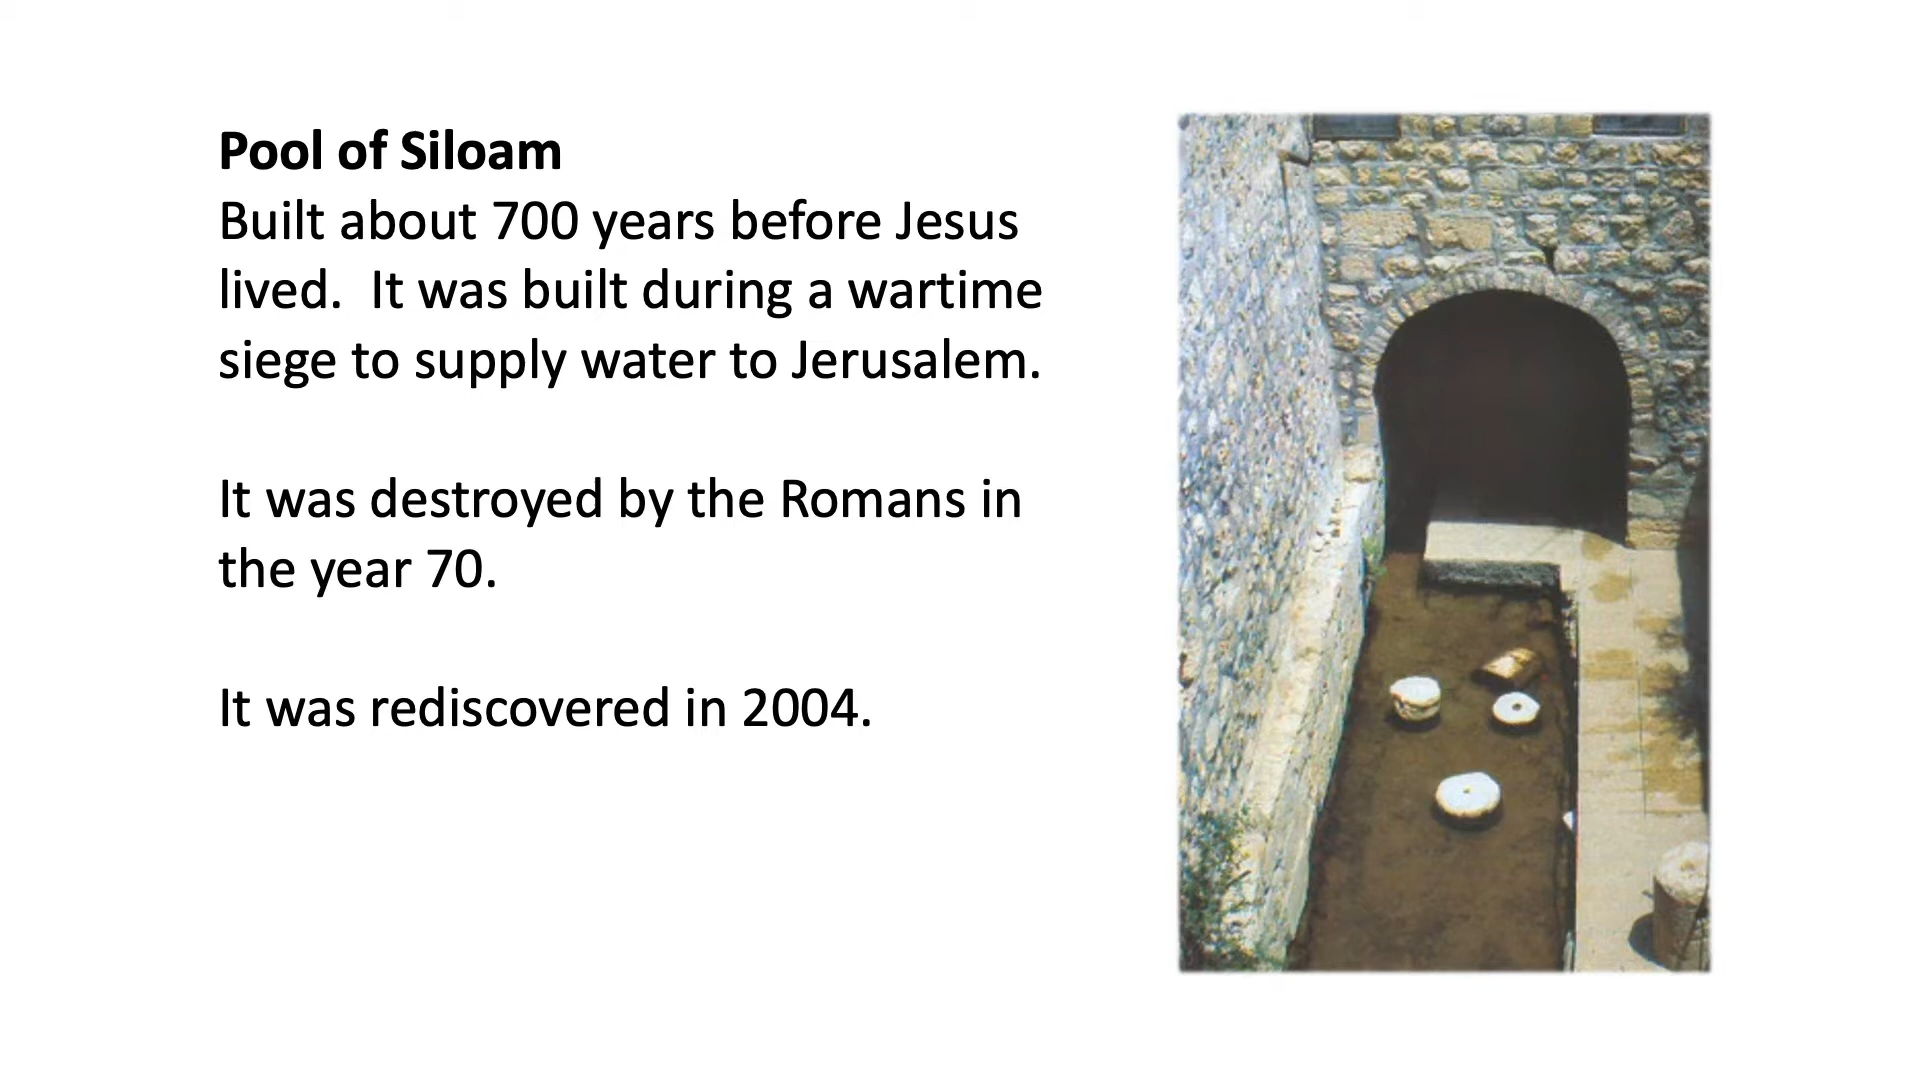 Pool of Siloam
Built about 700 years before Jesus
lived.  It was built during a wartime
siege to supply water to Jerusalem.
It was destroyed by the Romans in
the year 70.
It was rediscovered in 2004.